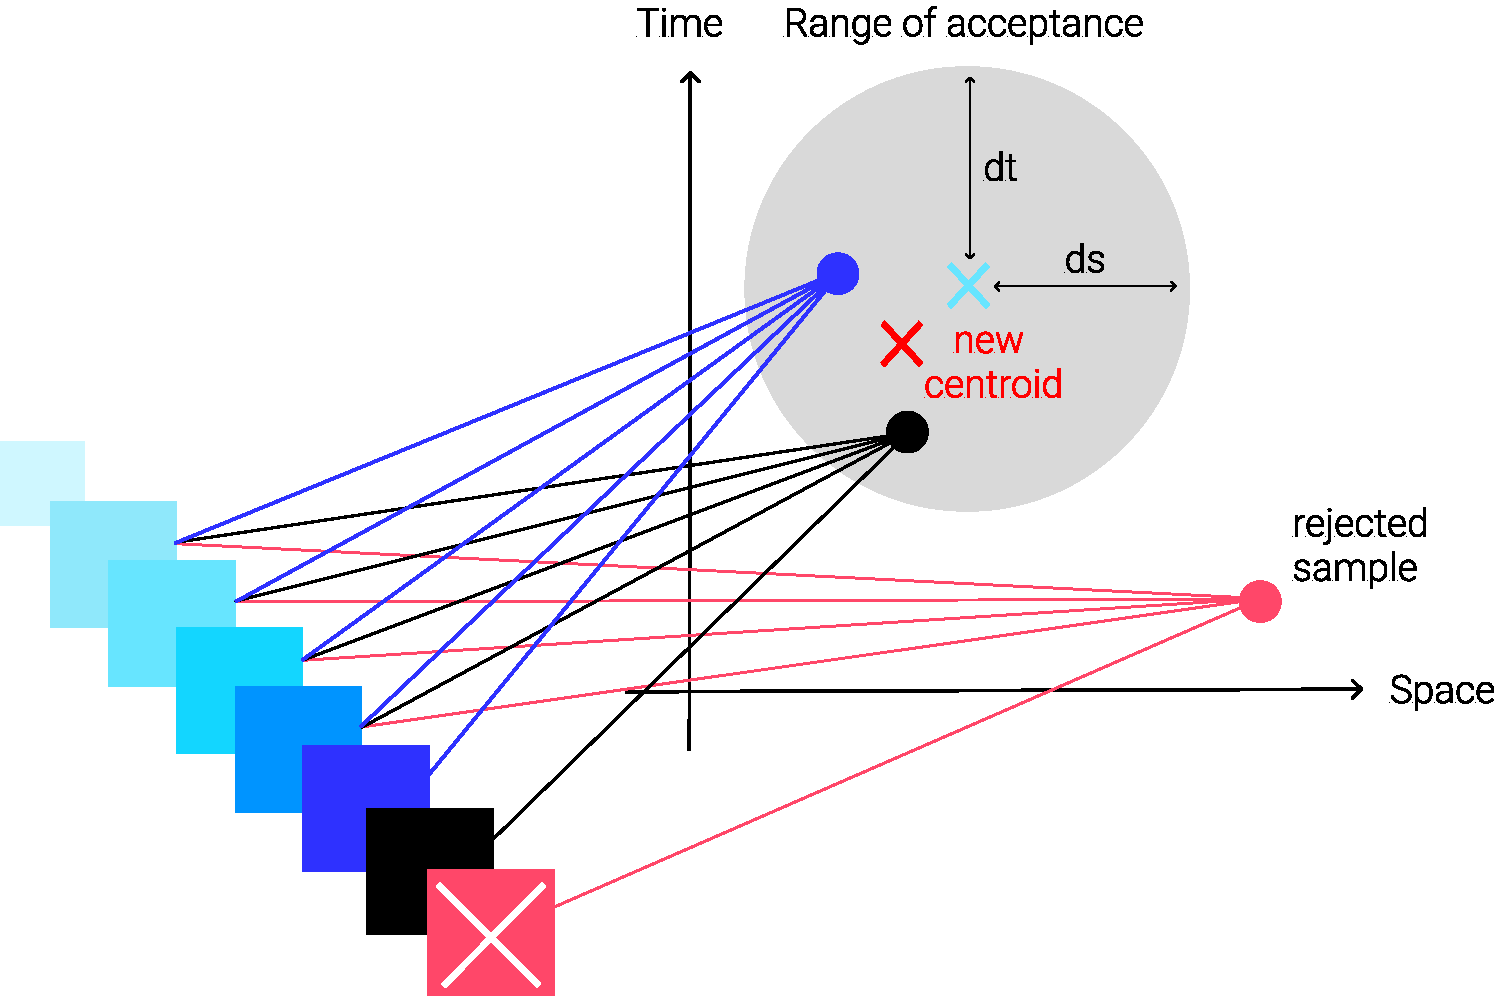 Time
Range of acceptance
dt
ds
new
centroid
rejected
sample
Space